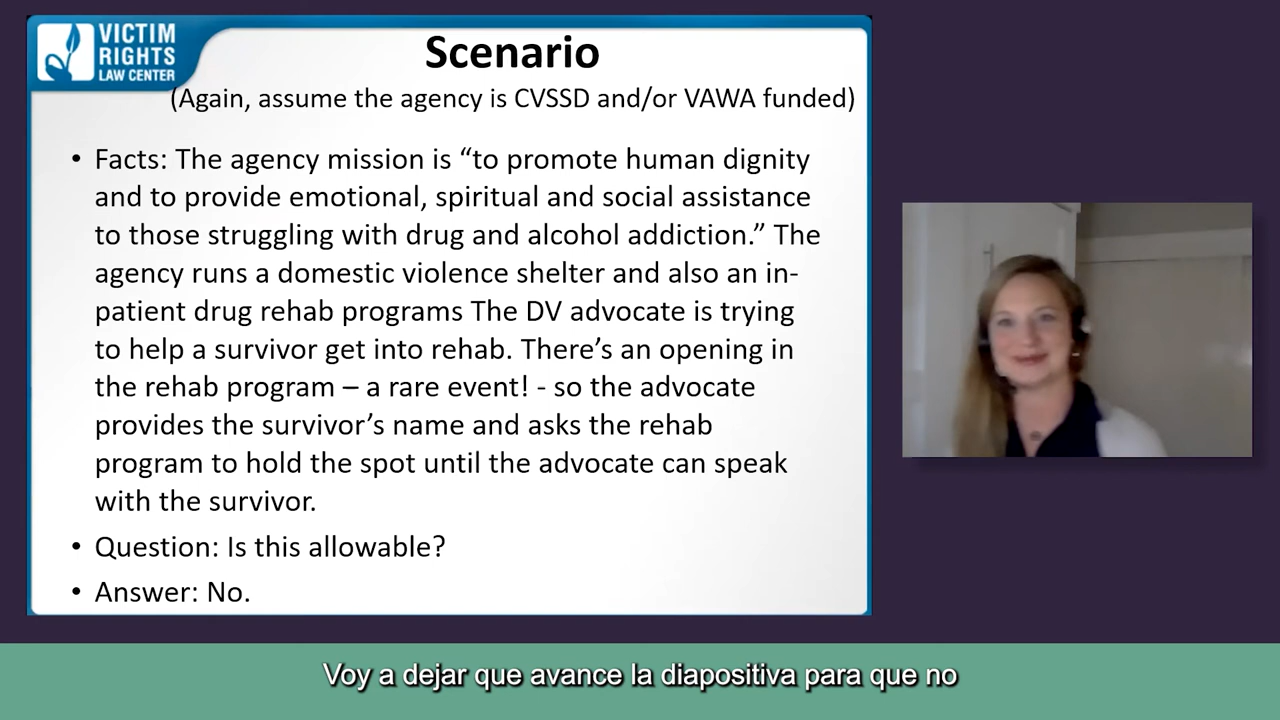 VICTIM
RIGHTS
LAW CENTER
Scenario
(Again, assume the agency is CVSSD and/or VAWA funded)
• Facts: The agency mission is “to promote human dignity
and to provide emotional, spiritual and social assistance
to those struggling with drug and alcohol addiction.” The
agency runs a domestic violence shelter and also an in-
patient drug rehab programs The DV advocate is trying
to help a survivor get into rehab. There’s an opening in
the rehab program – a rare event! - so the advocate
provides the survivor’s name and asks the rehab
program to hold the spot until the advocate can speak
with the survivor.
• Question: Is this allowable?
• Answer: No.
Voy a dejar que avance la diapositiva para que no